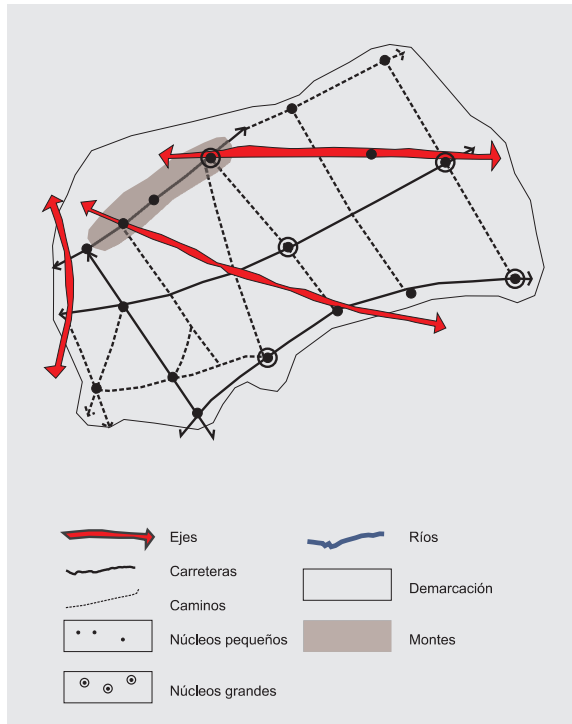 Ejes
Carreteras
Caminos
Núcleos pequeños
Núcleos grandes
Ríos
Demarcación
Montes